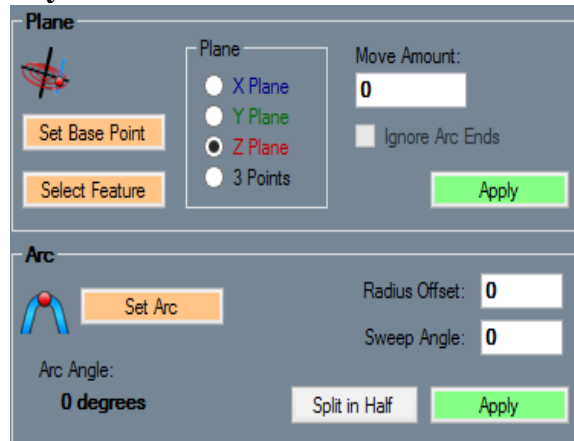 Plane
Plane
Move Amount:
X Plane
0
Y Plane
Set Base Point
Ignore Arc Ends
Z Plane
3 Points
Select Feature
Apply
Arc
Radius Offset:
0
Set Arc
Sweep Angle:
0
Arc Angle:
0 degrees
Split in Half
Apply